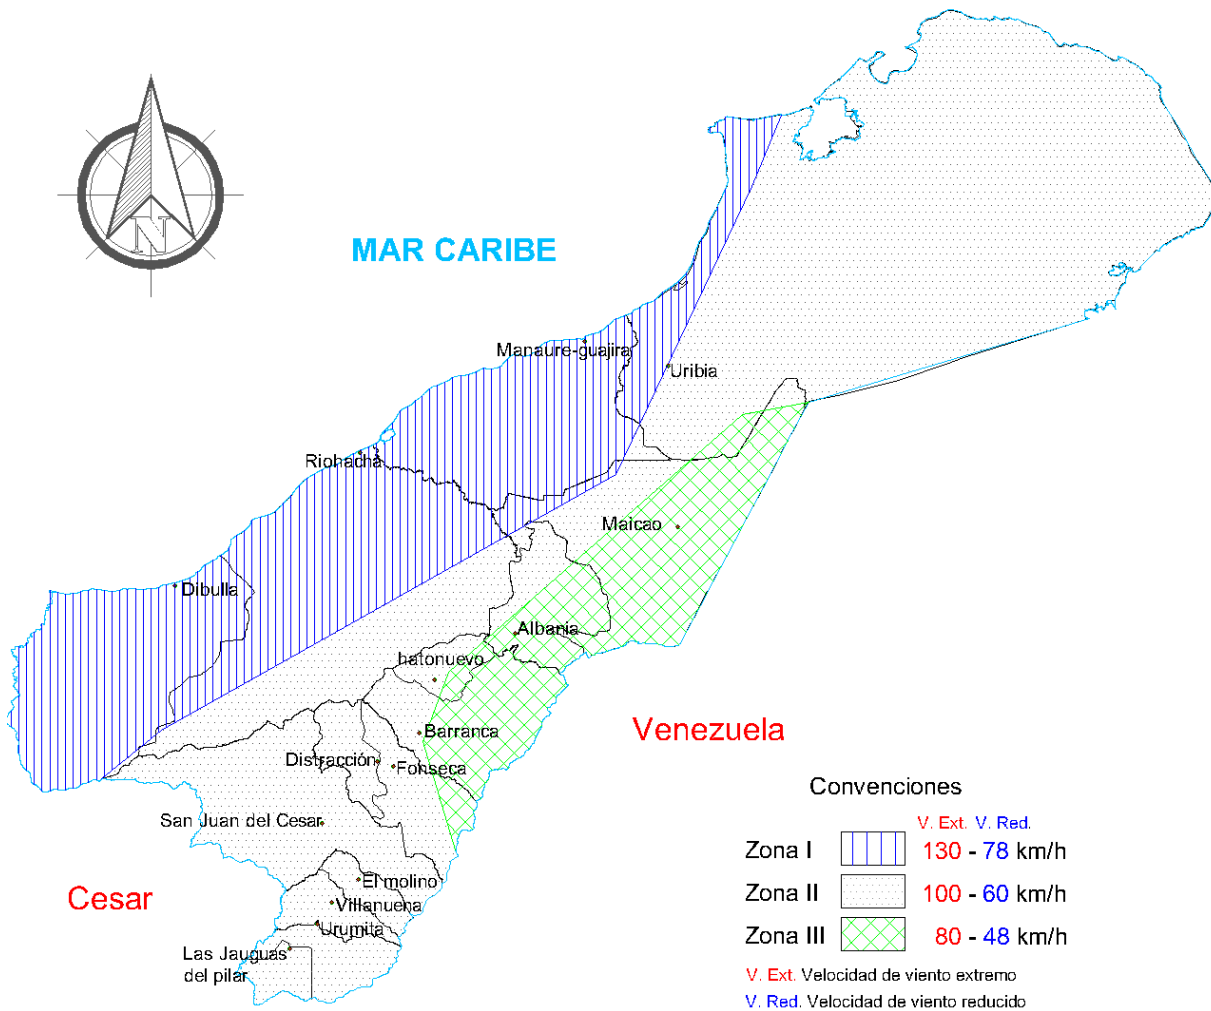 N
MAR CARIBE
Manaure-guajira
Uribia
Riohacha
Maicao
Dibulla
Albania
hatonuevo
Barranca
Venezuela
Distracción
Fonseca
San Juan del Cesar
El molino
Cesar
Villanuena
Urumita
Las Jauguas
del pilar
Convenciones
V. Ext. V. Red.
Zona I 130 - 78 km/h
Zona II 100 - 60 km/h
Zona III 80 - 48 km/h
V. Ext. Velocidad de viento extremo
V. Red. Velocidad de viento reducido